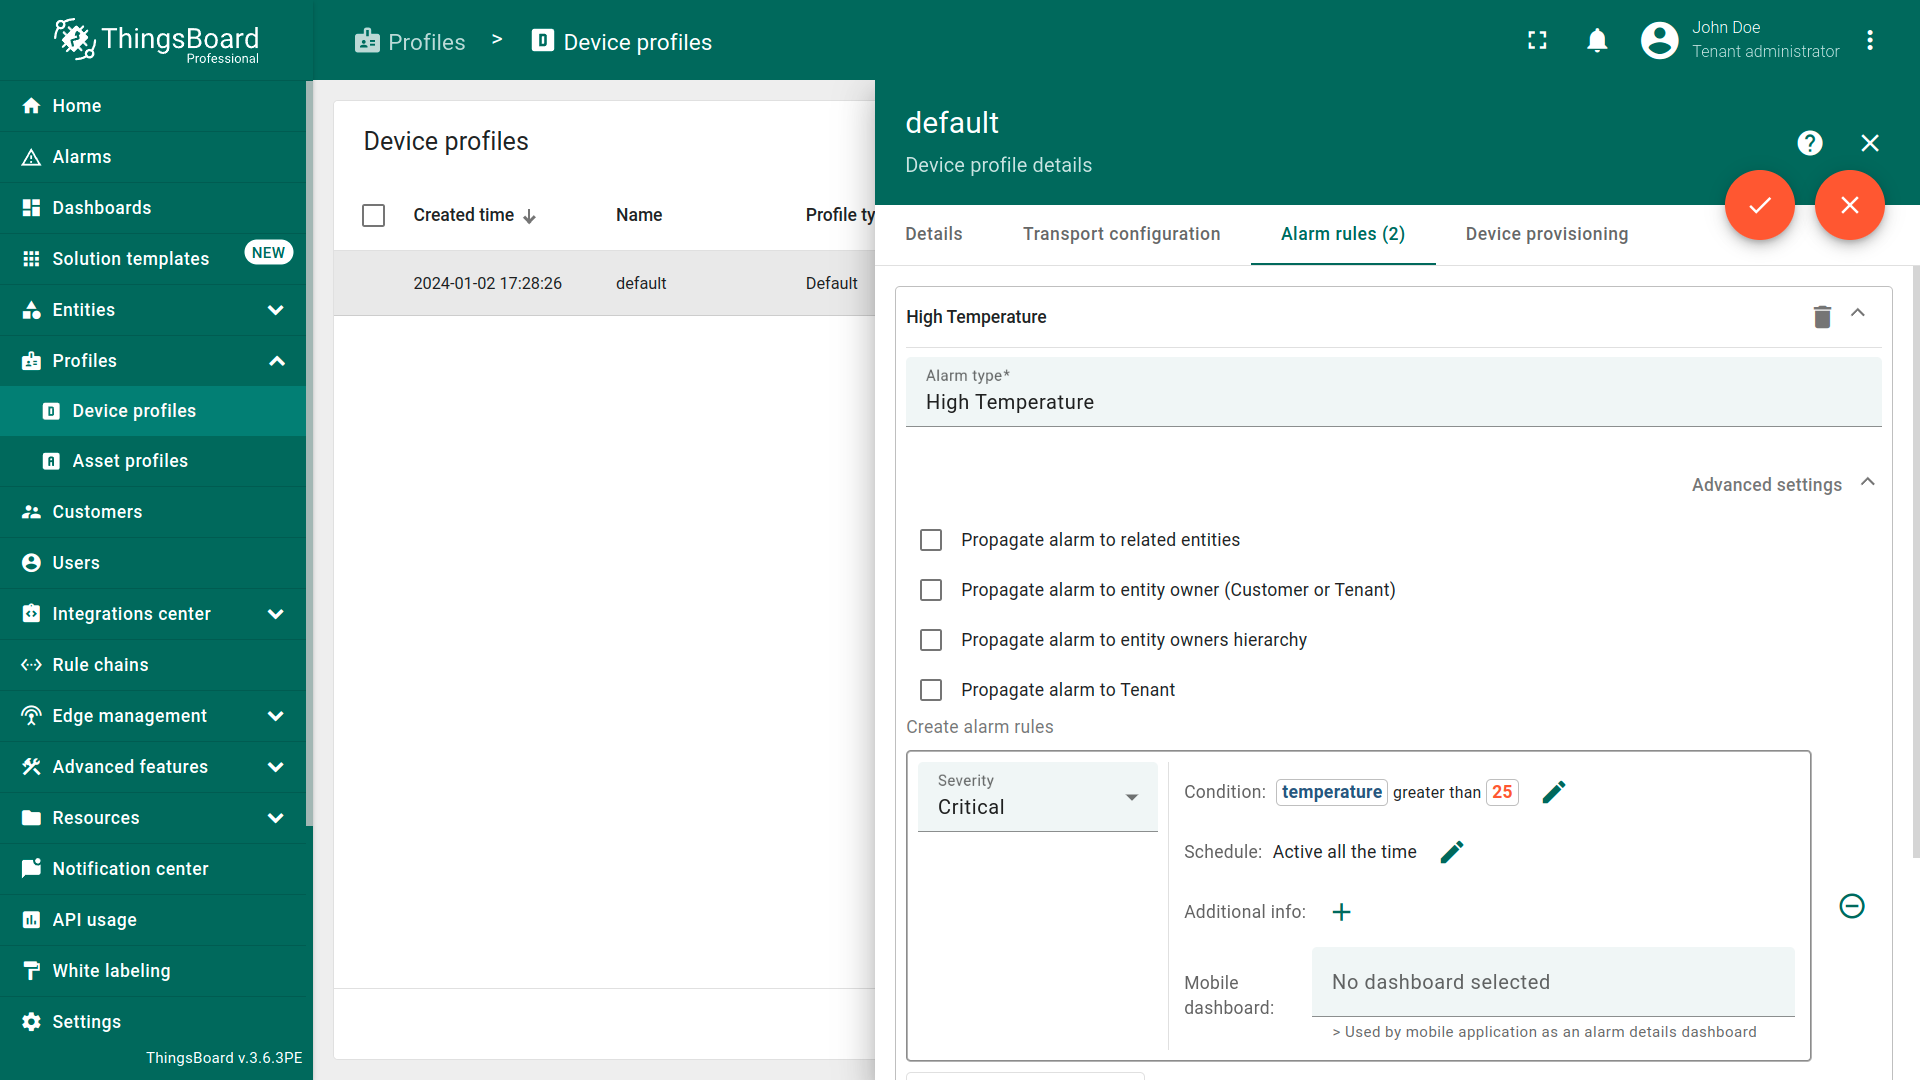 ThingsBoard
Professional
Profiles > Device profiles
John Doe
Tenant administrator
Home
Alarms
Dashboards
Solution templates NEW
Entities
Profiles
Device profiles
Asset profiles
Customers
Users
Integrations center
Rule chains
Edge management
Advanced features
Resources
Notification center
API usage
White labeling
Settings
ThingsBoard v.3.6.3PE
Device profiles
Created time Name Profile ty
2024-01-02 17:28:26 default Default
default
Device profile details
Details Transport configuration Alarm rules (2) Device provisioning
High Temperature
Alarm type*
High Temperature
Advanced settings
Propagate alarm to related entities
Propagate alarm to entity owner (Customer or Tenant)
Propagate alarm to entity owners hierarchy
Propagate alarm to Tenant
Create alarm rules
Severity
Critical
Condition: temperature greater than 25
Schedule: Active all the time
Additional info:
Mobile
dashboard:
No dashboard selected
> Used by mobile application as an alarm details dashboard